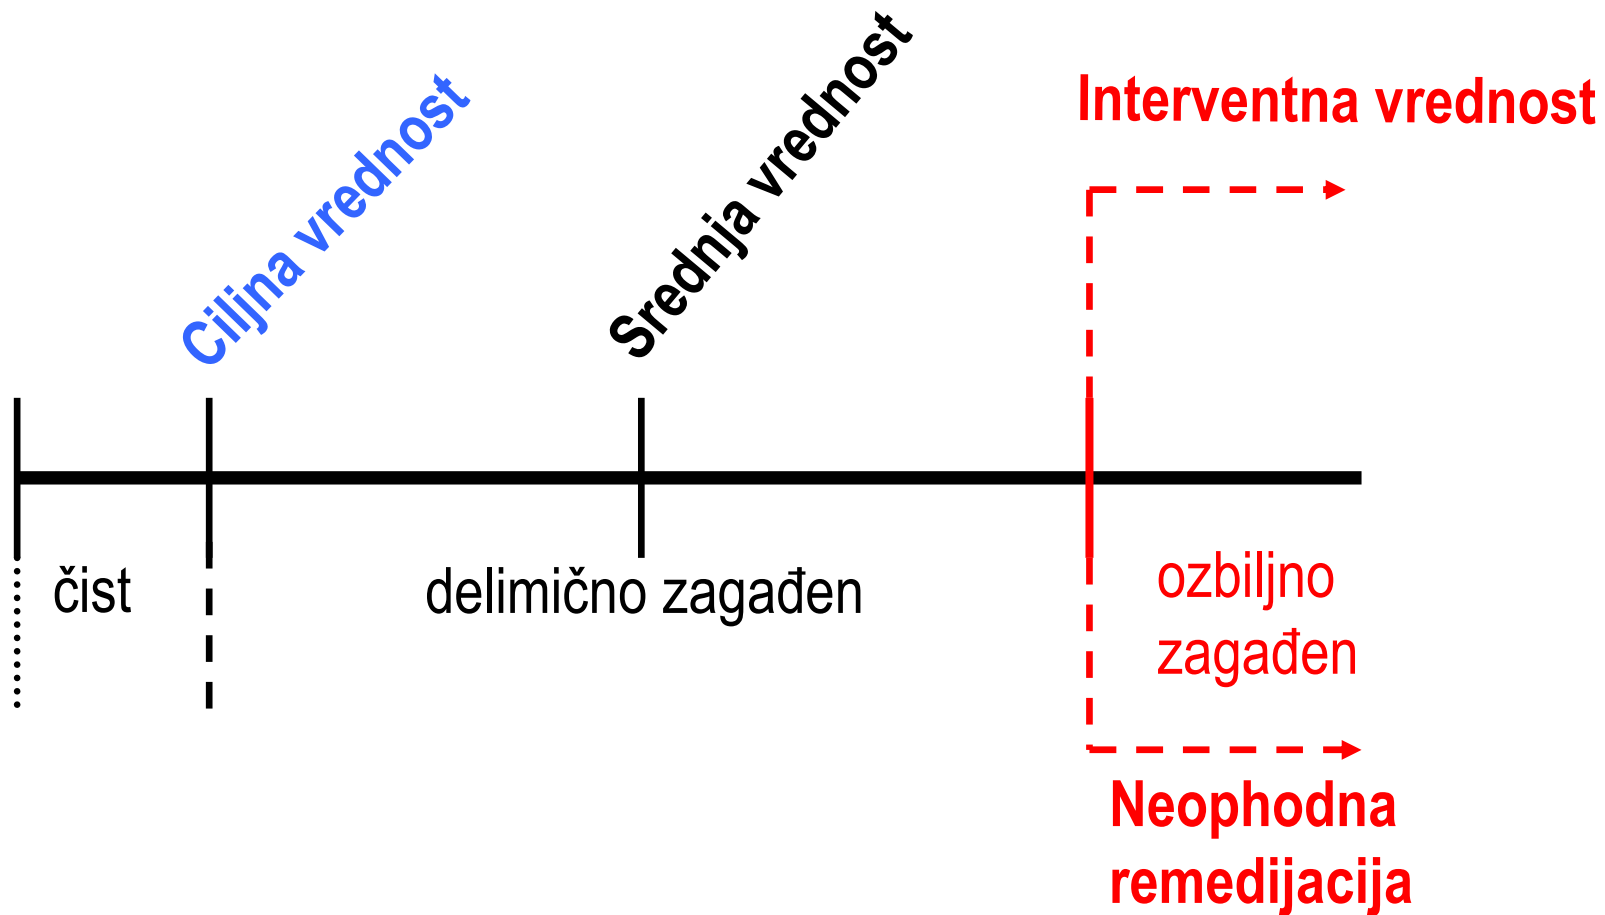 Ciljna vrednost
Srednja vrednost
Interventna vrednost
čist
delimično zagađen
ozbiljno
zagađen
Neophodna
remedijacija